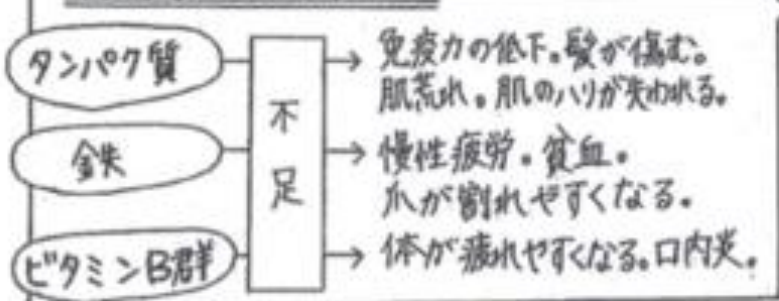 タンパク質
不足
免疫力の低下。髪が傷む。
肌荒れ。肌のハリが失われる。
鉄
慢性疲労。貧血。
爪が割れやすくなる。
ビタミンB群
体が疲れやすくなる。口内炎。